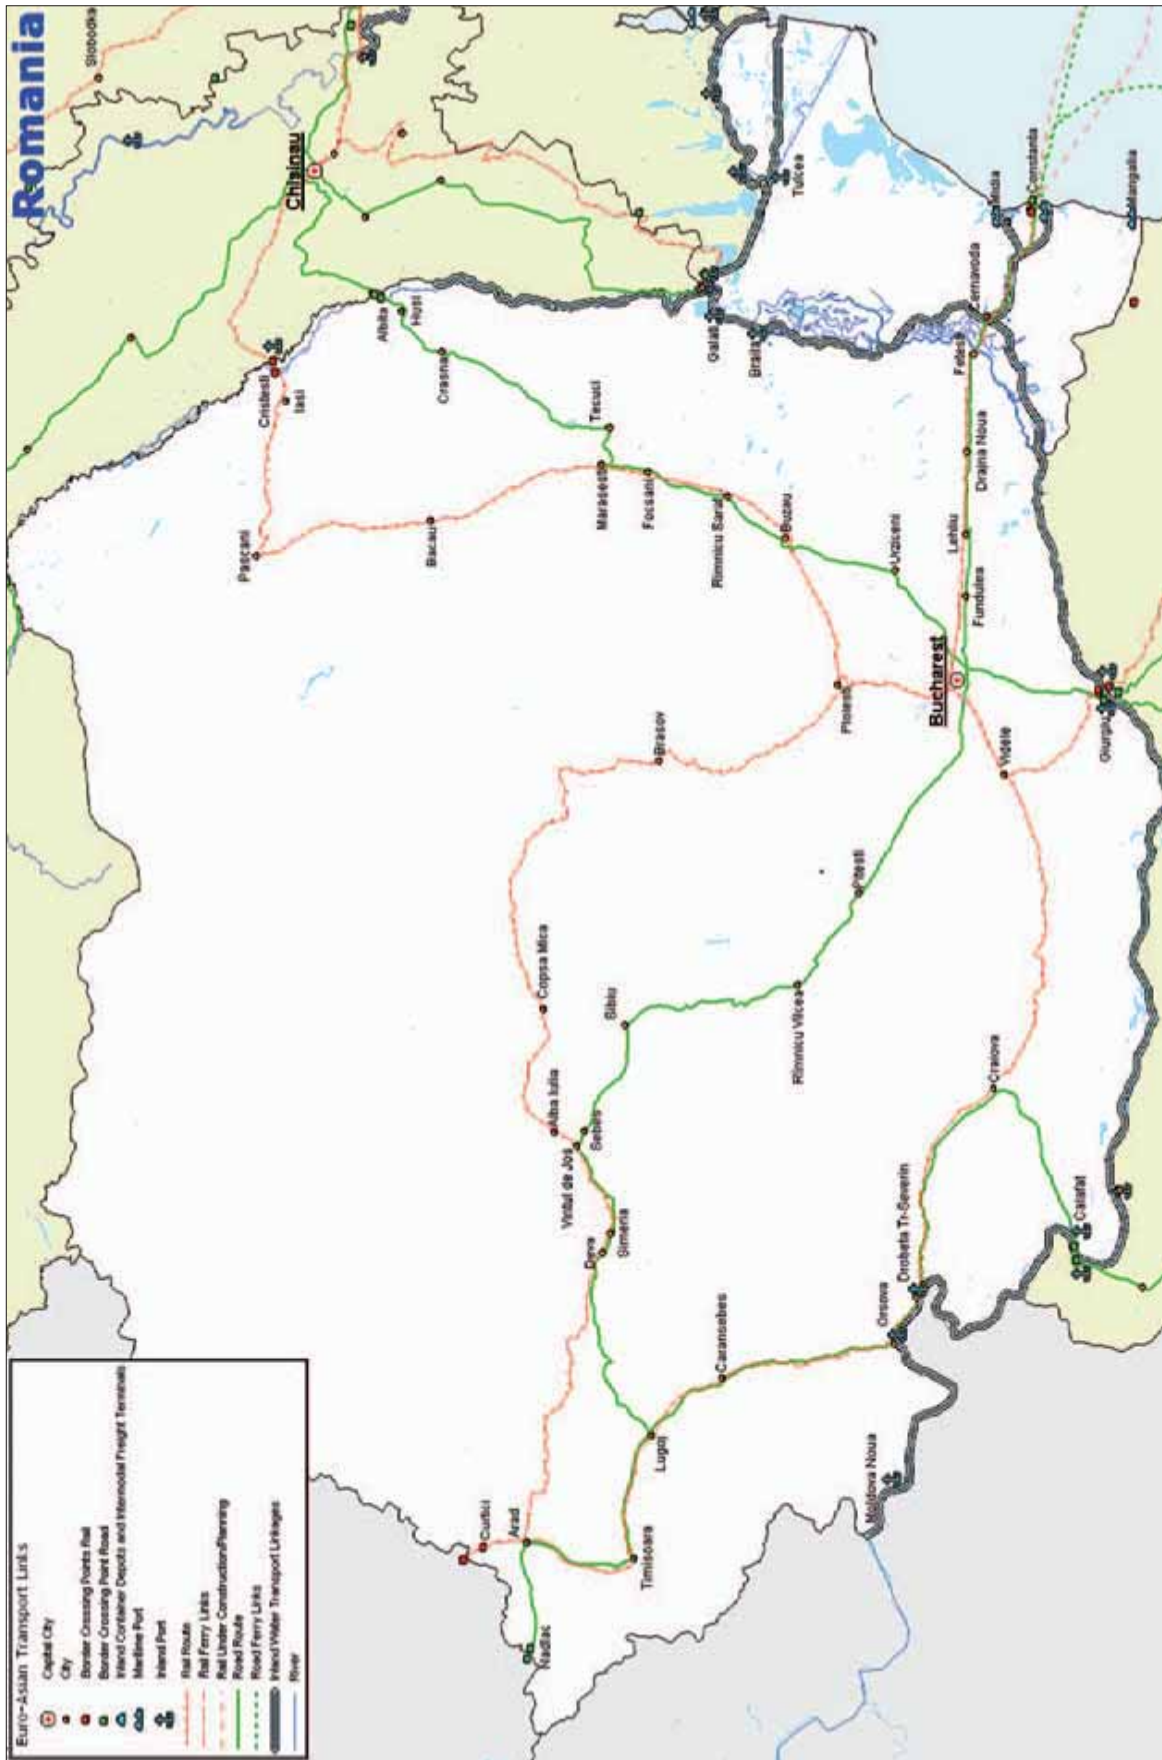 Romania
Euro-Asian Transport Links
Capital City
City
Border Crossing Points Rail
Border Crossing Point Road
Inland Container Depots and Intermodal Freight Terminals
Maritime Port
Inland Port
Rail Route
Rail Ferry Links
Rail Under Construction/Planning
Road Route
Road Ferry Links
Inland Water Transport Linkages
River
Slobodka
Chisinau
Cristesti
Iasi
Pascani
Albita
Husi
Crasna
Bacau
Tecuci
Marasesti
Focsani
Rimnicu Sarat
Buzau
Urziceni
Galati
Braila
Tulcea
Constanta
Mangalia
Cernavoda
Fetesti
Drajna Noua
Lehliu
Fundulea
Bucharest
Ploiesti
Brasov
Videle
Giurgiu
Pitesti
Rimnicu Vilcea
Sibiu
Copsa Mica
Alba Iulia
Sebes
Vintul de Jos
Simeria
Deva
Craiova
Calafat
Drobeta Tr-Severin
Orsova
Caransebes
Lugoj
Moldova Noua
Timisoara
Arad
Curtici
Nadlac